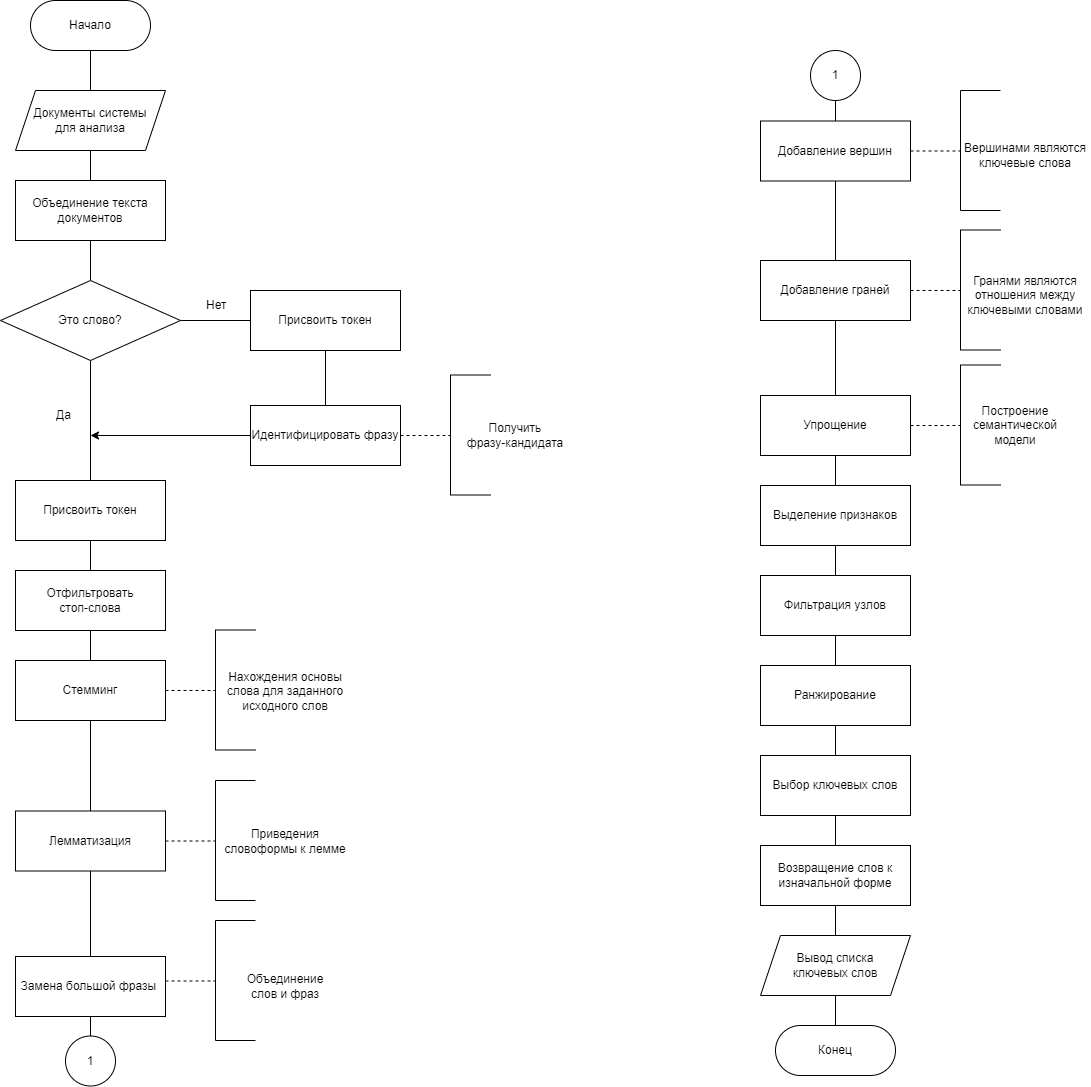 Начало
Документы системы
для анализа
Объединение текста
документов
Это слово?
Нет
Присвоить токен
Да
Идентифицировать фразу
Получить
фразу-кандидата
Присвоить токен
Отфильтровать
стоп-слова
Стемминг
Нахождения основы
слова для заданного
исходного слов
Лемматизация
Приведения
словоформы к лемме
Замена большой фразы
Объединение
слов и фраз
1
1
Добавление вершин
Вершинами являются
ключевые слова
Добавление граней
Гранями являются
отношения между
ключевыми словами
Упрощение
Построение
семантической
модели
Выделение признаков
Фильтрация узлов
Ранжирование
Выбор ключевых слов
Возвращение слов к
изначальной форме
Вывод списка
ключевых слов
Конец